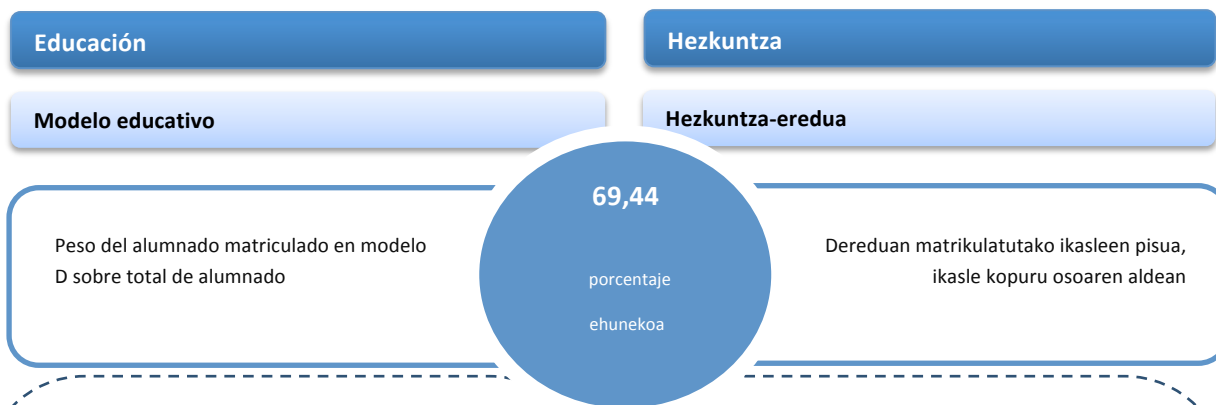 Educación
Hezkuntza
Modelo educativo
Hezkuntza-eredua
69,44
porcentaje
ehunekoa
Peso del alumnado matriculado en modelo
D sobre total de alumnado
Dereduan matrikulatutako ikasleen pisua,
ikasle kopuru osoaren aldean